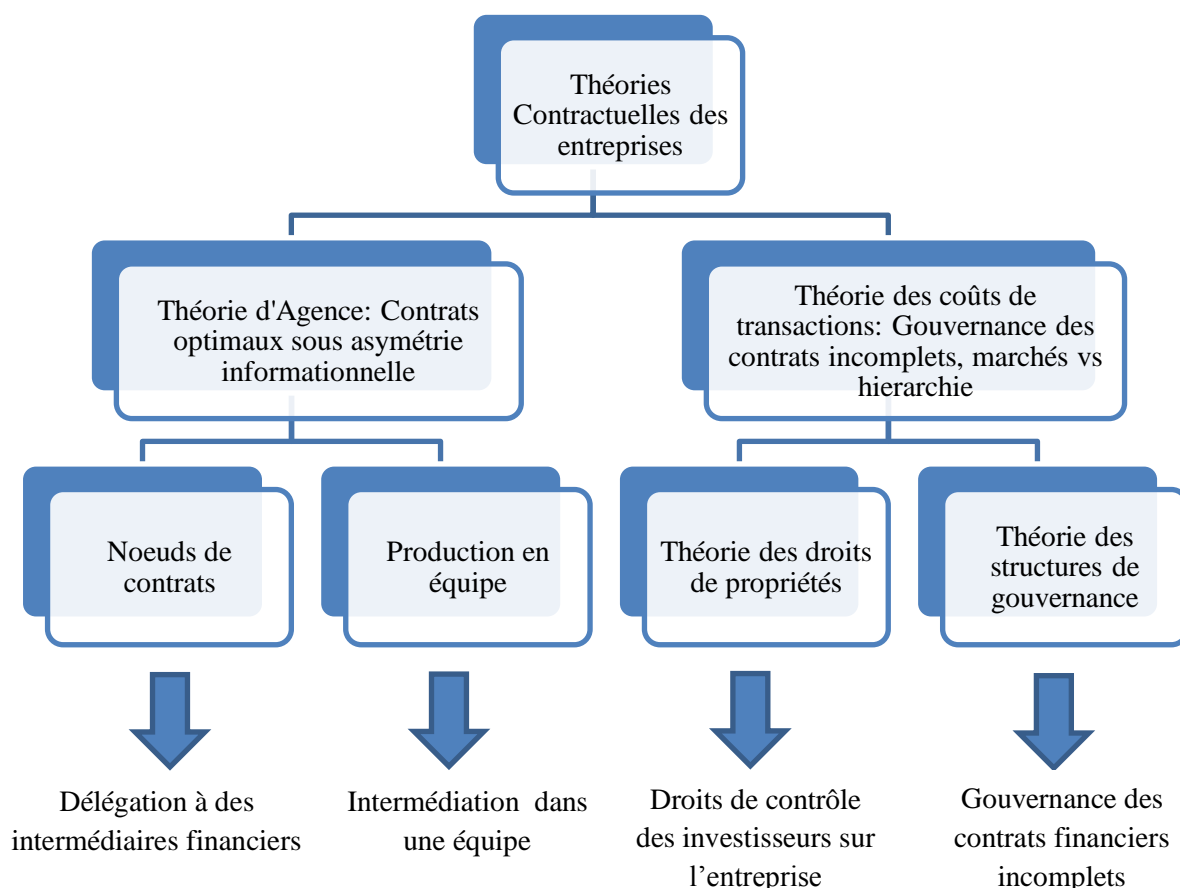 Théories
Contractuelles des
entreprises
Théorie d'Agence: Contrats
optimaux sous asymétrie
informationnelle
Théorie des coûts de
transactions: Gouvernance des
contrats incomplets, marchés vs
hierarchie
Noeuds de
contrats
Production en
équipe
Théorie des droits
de propriétés
Théorie des
structures de
gouvernance
Délégation à des
intermédiaires financiers
Intermédiation dans
une équipe
Droits de contrôle
des investisseurs sur
l’entreprise
Gouvernance des
contrats financiers
incomplets